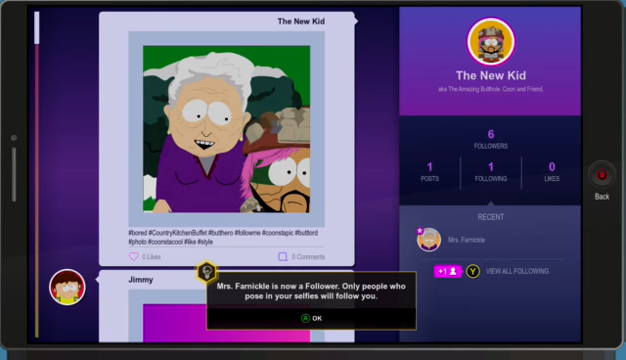 The New Kid
#bored #CountryKitchenBuffet #butthero #followme #coonstapic #buttlord
#photo #coonstacool #like #style
0 Likes
0 Comments
Jimmy
Mrs. Farnickle is now a Follower. Only people who
pose in your selfies will follow you.
A OK
The New Kid
aka The Amazing Butthole. Coon and Friend.
6
FOLLOWERS
1
POSTS
1
FOLLOWING
0
LIKES
RECENT
Mrs. Farnickle
+1
Y VIEW ALL FOLLOWING
B
Back